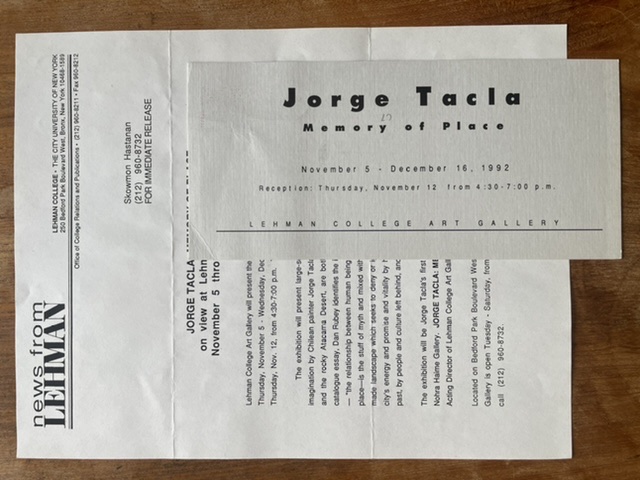 Jorge Tacla
Memory of Place
November 5 - December 16, 1992
Reception: Thursday, November 12 from 4:30-7:00 p.m.
LEHMAN COLLEGE ART GALLERY
news from
LEHMAN
LEHMAN COLLEGE • THE CITY UNIVERSITY OF NEW YORK
250 Bedford Park Boulevard West, Bronx, New York 10468-1589
Office of College Relations and Publications • (212) 960-8211 • Fax 960-8212
Skowmon Hastanan
(212) 960-8732
FOR IMMEDIATE RELEASE
JORGE TACLA
on view at Lehm
November 5 thro
Lehman College Art Gallery will present the
Thursday, November 5 - Wednesday, Dec
Thursday, Nov. 12, from 4:30-7:00 p.m.
The exhibition will present large-s
imagination by Chilean painter Jorge Tacl
and the rocky Atacama Desert, are both
catalogue essay, Dan Rubey identifies the
— "the relationship between human being
place—is the stuff of myth and mixed with
made landscape which seeks to deny or
city's energy and promise and vitality by
past, by people and culture left behind, and
The exhibition will be Jorge Tacla's first
Nohra Haime Gallery. JORGE TACLA: ME
Acting Director of Lehman College Art Gall
Located on Bedford Park Boulevard Wes
Gallery is open Tuesday - Saturday, from
call (212) 960-8732.